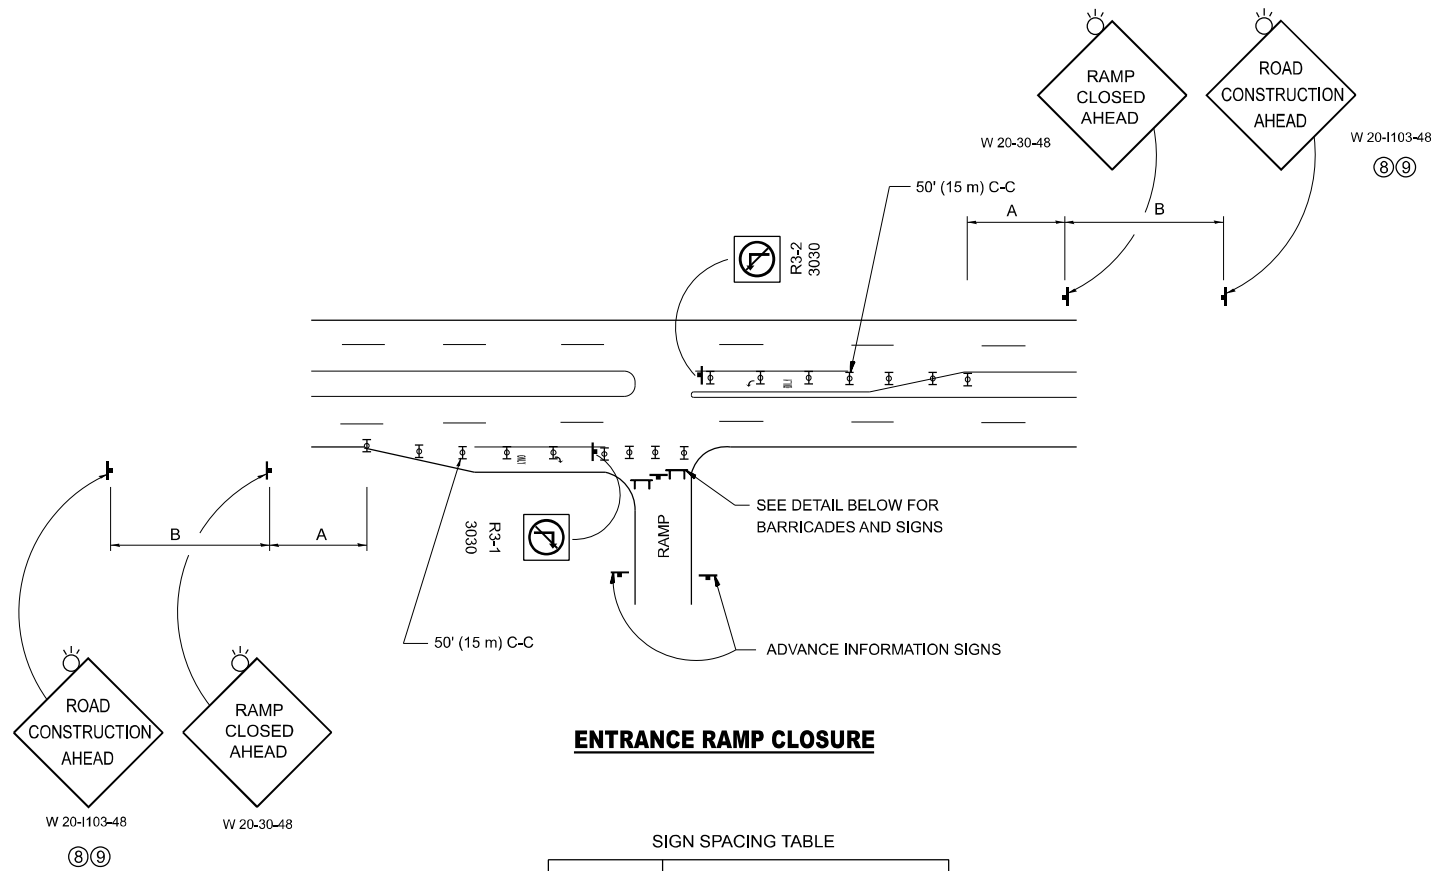 RAMP
CLOSED
AHEAD
W 20-30-48
ROAD
CONSTRUCTION
AHEAD
W 20-I103-48
⑧⑨
50' (15 m) C-C
A
B
R3-2
3030
ONLY
ONLY
B
A
R3-1
3030
RAMP
SEE DETAIL BELOW FOR
BARRICADES AND SIGNS
50' (15 m) C-C
ADVANCE INFORMATION SIGNS
ROAD
CONSTRUCTION
AHEAD
W 20-I103-48
⑧⑨
RAMP
CLOSED
AHEAD
W 20-30-48
ENTRANCE RAMP CLOSURE
SIGN SPACING TABLE